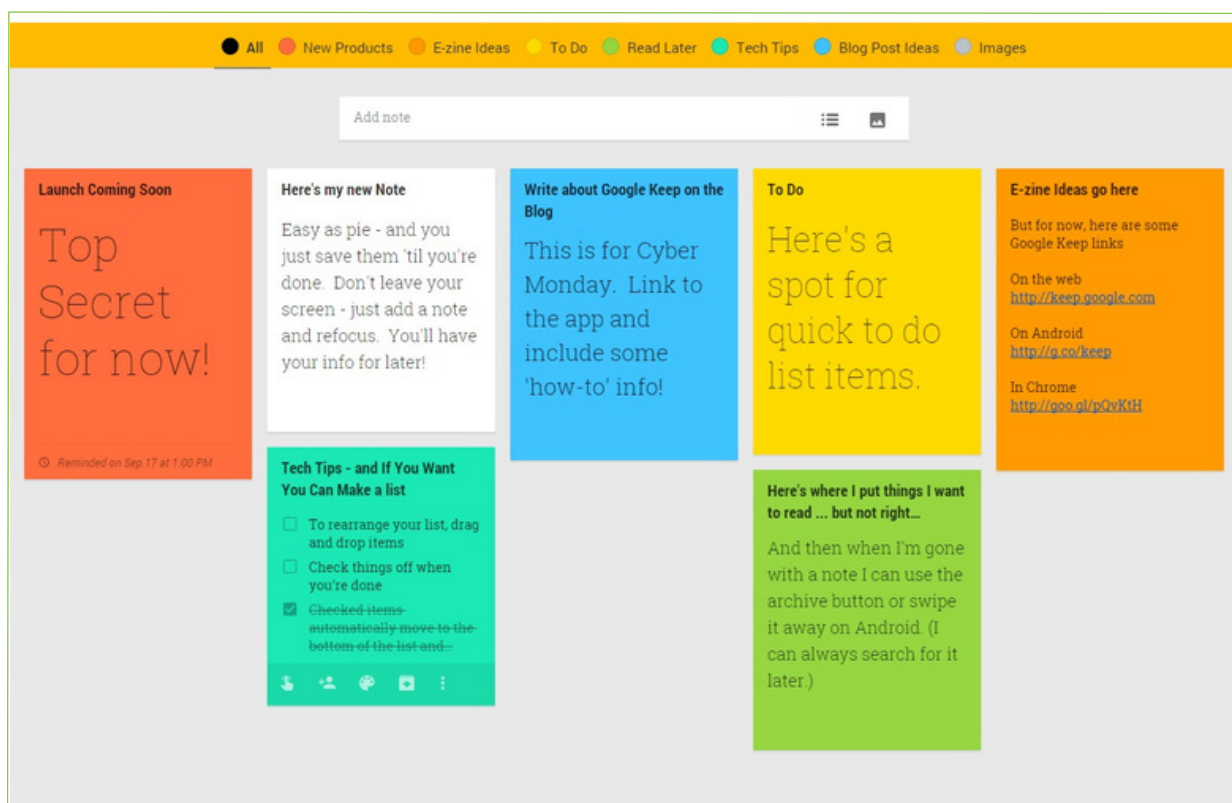 All New Products E-zine Ideas To Do Read Later Tech Tips Blog Post Ideas Images
Add note
Launch Coming Soon
Top
Secret
for now!
Reminded on Sep 17 at 1:00 PM
Here's my new Note
Easy as pie - and you
just save them 'til you're
done. Don't leave your
screen - just add a note
and refocus. You'll have
your info for later!
Tech Tips - and If You Want
You Can Make a list
To rearrange your list, drag
and drop items
Check things off when
you're done
Checked items
automatically move to the
bottom of the list and...
Write about Google Keep on the
Blog
This is for Cyber
Monday. Link to
the app and
include some
'how-to' info!
To Do
Here's a
spot for
quick to do
list items.
Here's where I put things I want
to read ... but not right...
And then when I'm gone
with a note I can use the
archive button or swipe
it away on Android. (I
can always search for it
later.)
E-zine Ideas go here
But for now, here are some
Google Keep links
On the web
http://keep.google.com
On Android
http://g.co/keep
In Chrome
http://goo.gl/pQvKtH